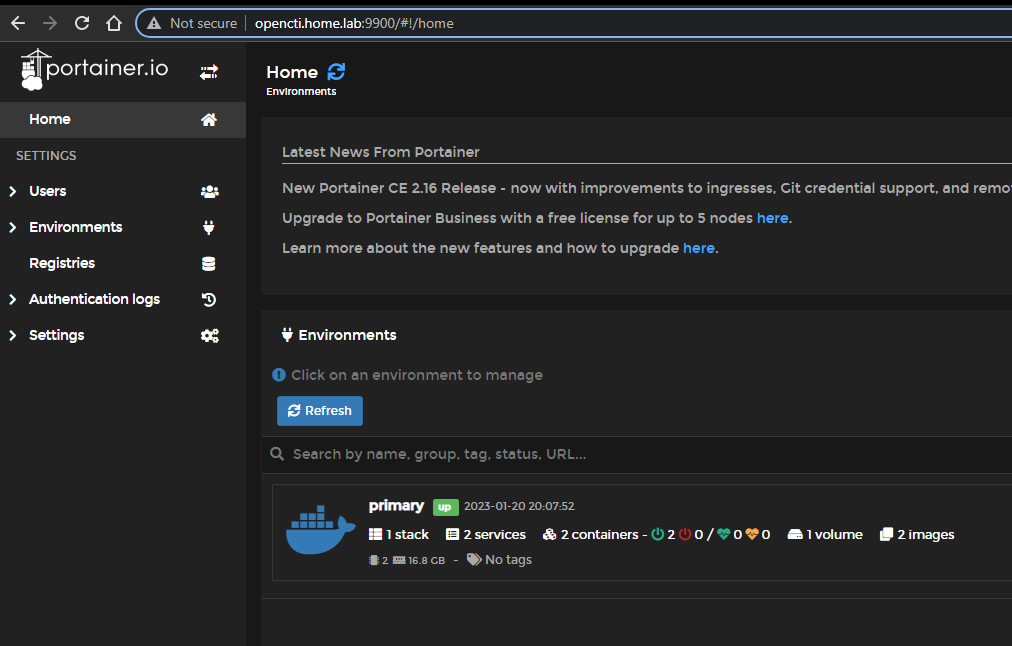 Not secure opencti.home.lab:9900/#!/home
portainer.io
Home
Environments
Home
SETTINGS
Users
Environments
Registries
Authentication logs
Settings
Latest News From Portainer
New Portainer CE 2.16 Release - now with improvements to ingresses, Git credential support, and
Upgrade to Portainer Business with a free license for up to 5 nodes here.
Learn more about the new features and how to upgrade here.
Environments
Click on an environment to manage
Refresh
Search by name, group, tag, status, URL...
primary up 2023-01-20 20:07:52
1 stack 2 services 2 containers - 2 0 / 0 0 1 volume 2 images
2 16.8 GB - No tags